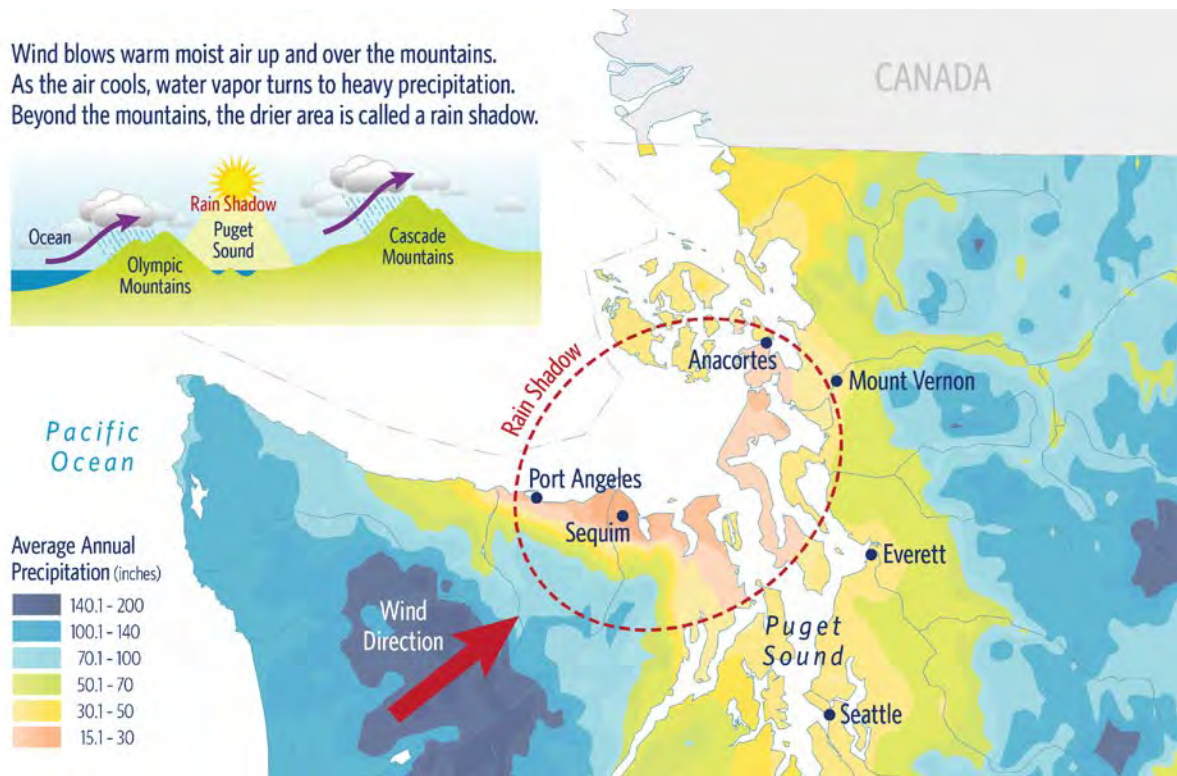 Wind blows warm moist air up and over the mountains.
As the air cools, water vapor turns to heavy precipitation.
Beyond the mountains, the drier area is called a rain shadow.
CANADA
Rain Shadow
Ocean
Puget
Sound
Olympic
Mountains
Cascade
Mountains
Rain Shadow
Anacortes
Mount Vernon
Pacific
Ocean
Port Angeles
Sequim
Everett
Average Annual
Precipitation (inches)
140.1 - 200
100.1 - 140
70.1 - 100
50.1 - 70
30.1 - 50
15.1 - 30
Wind
Direction
Puget
Sound
Seattle